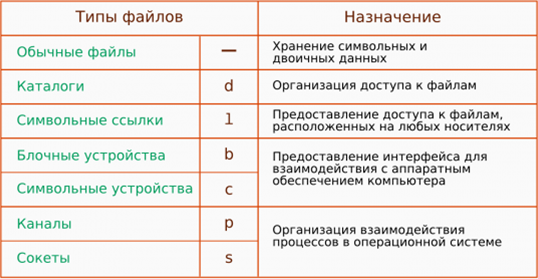 Типы файлов
Назначение
Обычные файлы
—
Хранение символьных и
двоичных данных
Каталоги
d
Организация доступа к файлам
Символьные ссылки
l
Предоставление доступа к файлам,
расположенных на любых носителях
Блочные устройства
b
Предоставление интерфейса для
взаимодействия с аппаратным
обеспечением компьютера
Символьные устройства
c
Каналы
p
Организация взаимодействия
процессов в операционной системе
Сокеты
s